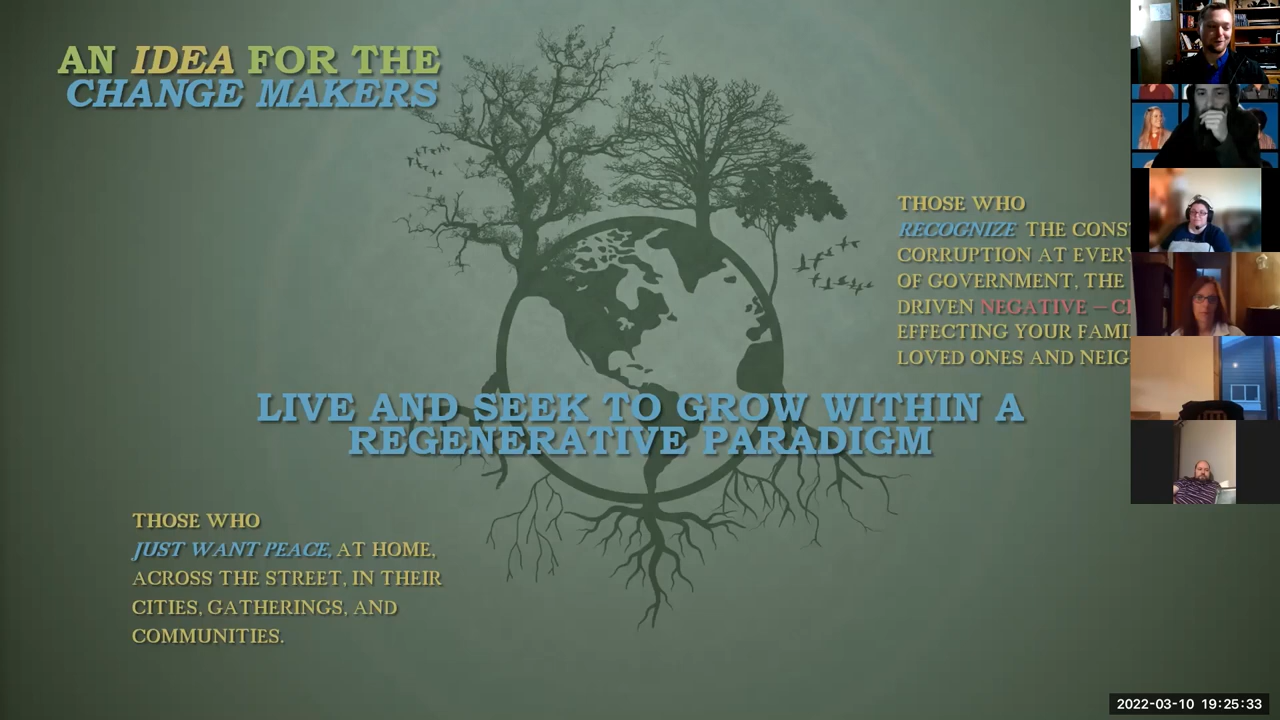 AN IDEA FOR THE
CHANGE MAKERS
THOSE WHO
RECOGNIZE THE
CORRUPTION AT
OF GOVERNMENT, THE
DRIVEN NEGATIVE –
EFFECTING YOUR
LOVED ONES AND
LIVE AND SEEK TO GROW WITHIN A
REGENERATIVE PARADIGM
THOSE WHO
JUST WANT PEACE, AT HOME,
ACROSS THE STREET, IN THEIR
CITIES, GATHERINGS, AND
COMMUNITIES.
2022-03-10 19:25:33